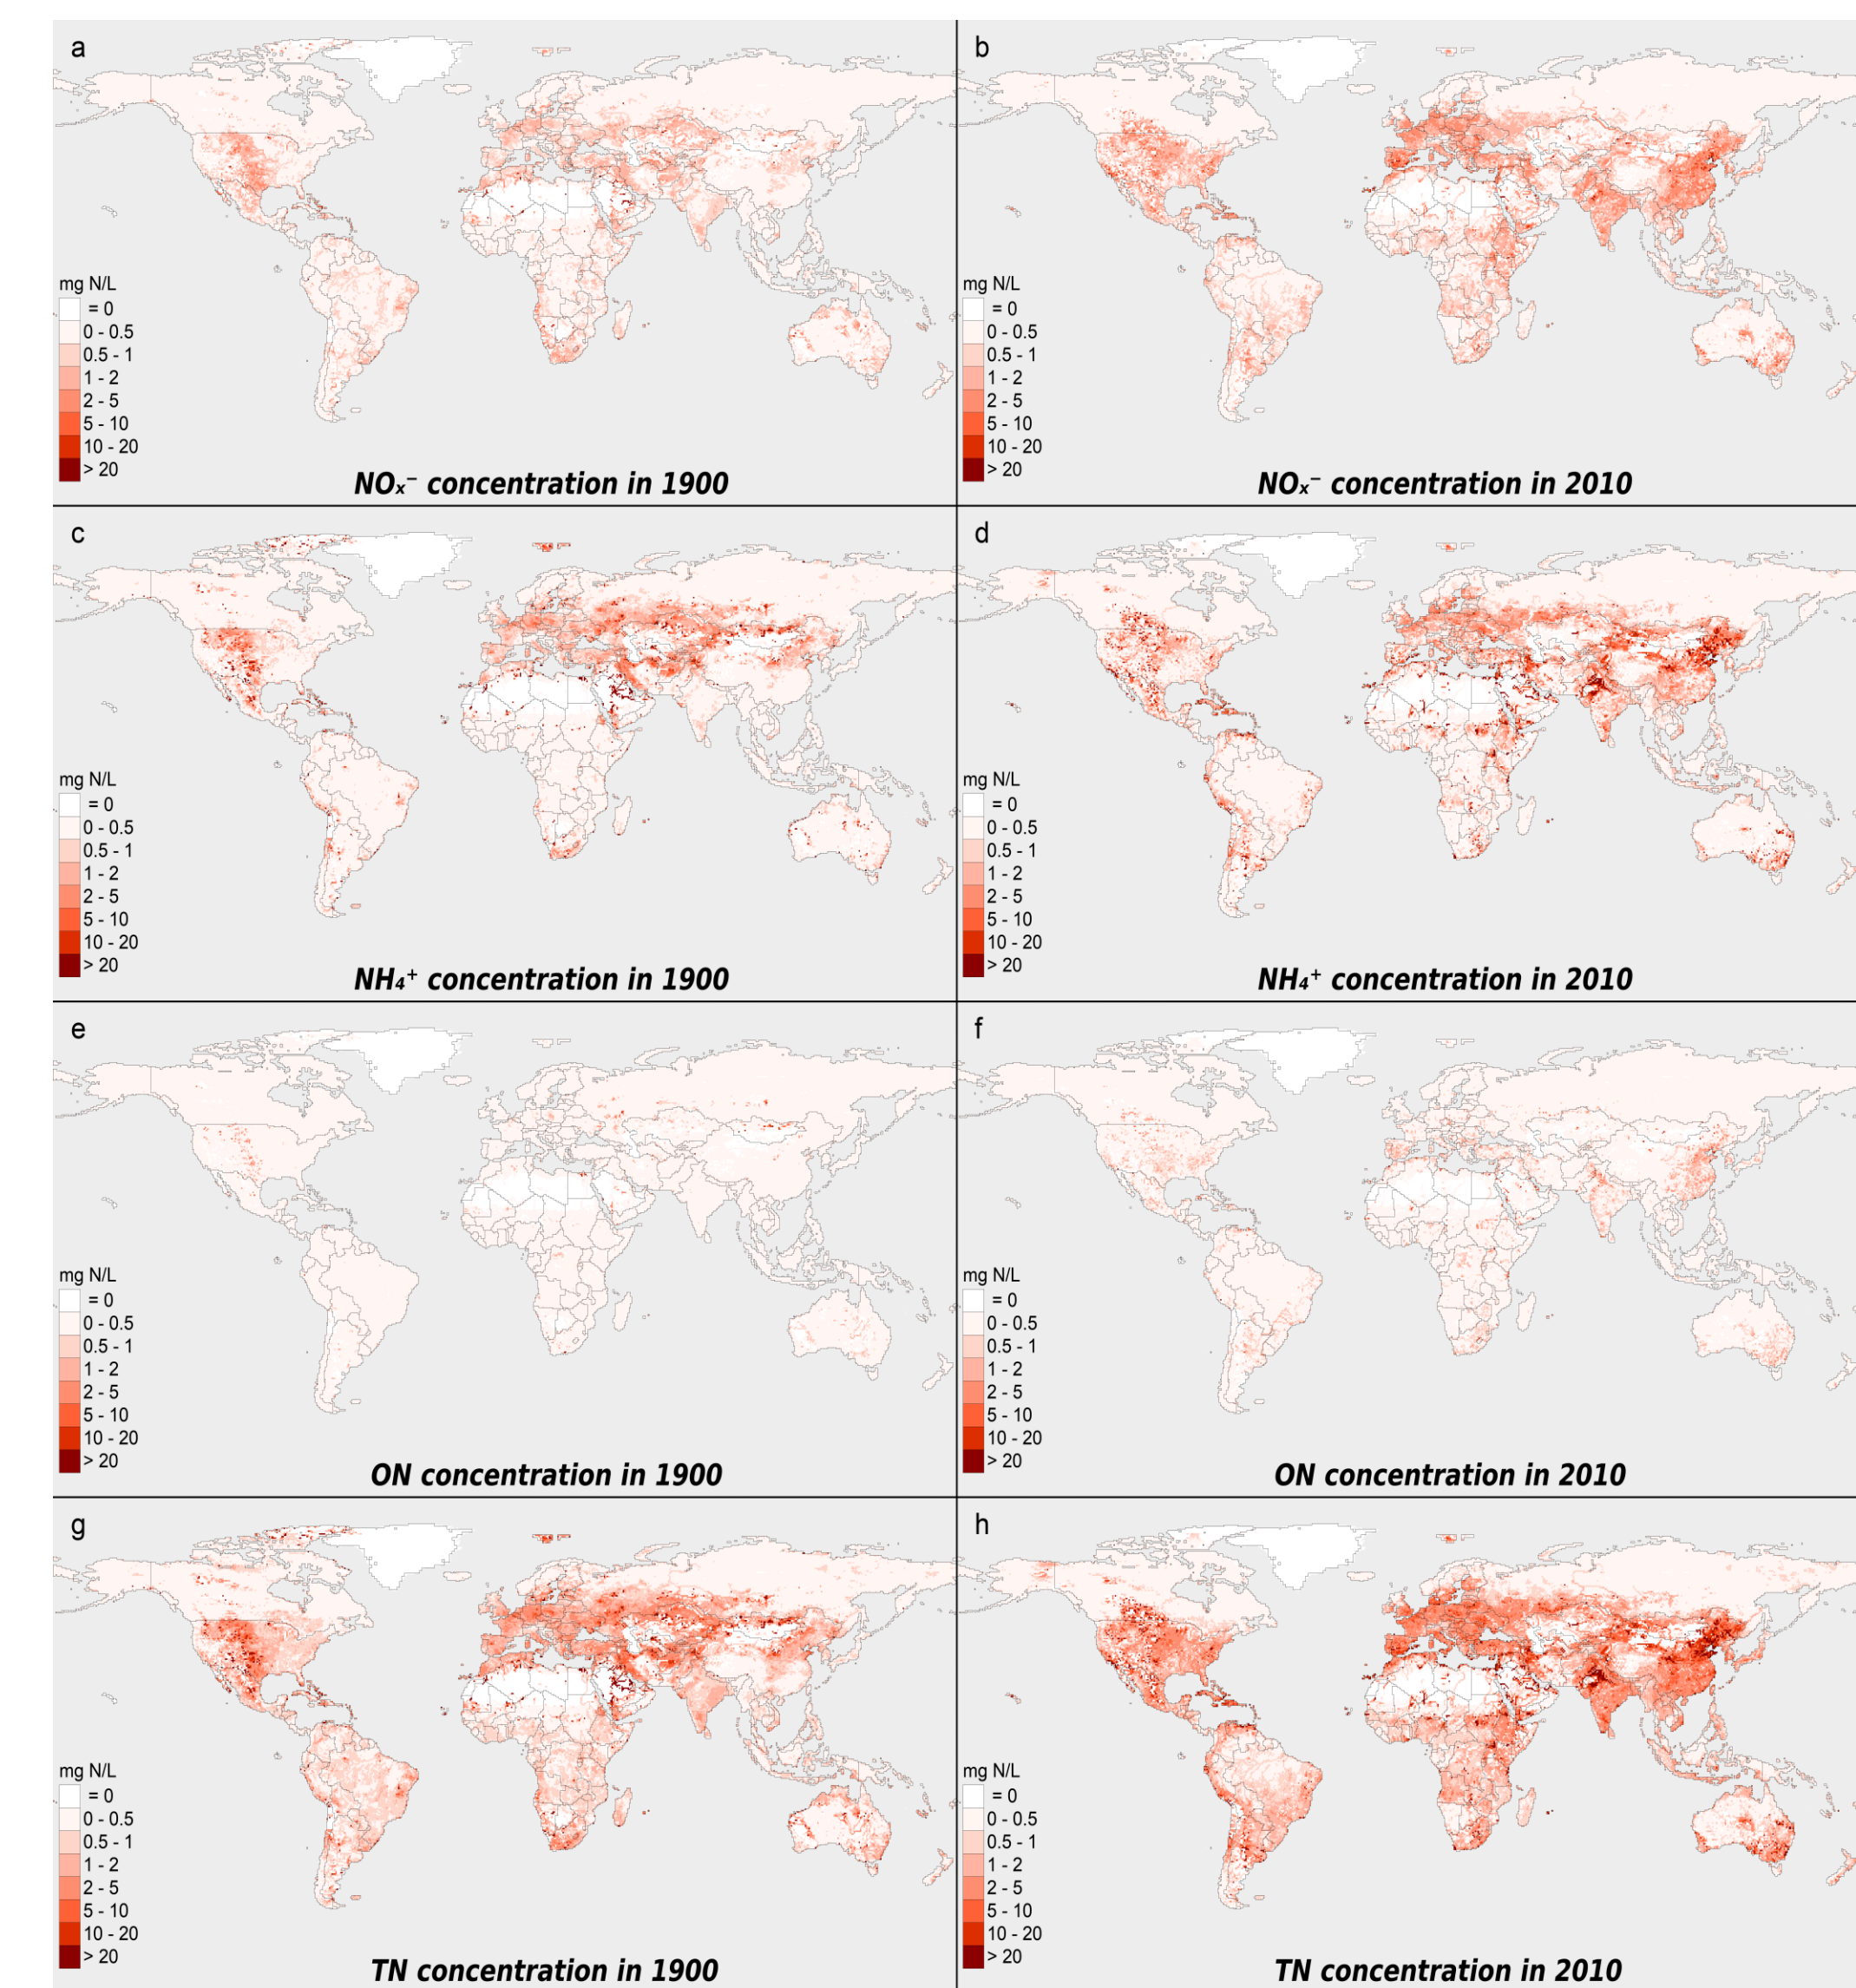 a
mg N/L
= 0
0 - 0.5
0.5 - 1
1 - 2
2 - 5
5 - 10
10 - 20
> 20
NOₓ⁻ concentration in 1900
b
mg N/L
= 0
0 - 0.5
0.5 - 1
1 - 2
2 - 5
5 - 10
10 - 20
> 20
NOₓ⁻ concentration in 2010
c
mg N/L
= 0
0 - 0.5
0.5 - 1
1 - 2
2 - 5
5 - 10
10 - 20
> 20
NH₄⁺ concentration in 1900
d
mg N/L
= 0
0 - 0.5
0.5 - 1
1 - 2
2 - 5
5 - 10
10 - 20
> 20
NH₄⁺ concentration in 2010
e
mg N/L
= 0
0 - 0.5
0.5 - 1
1 - 2
2 - 5
5 - 10
10 - 20
> 20
ON concentration in 1900
f
mg N/L
= 0
0 - 0.5
0.5 - 1
1 - 2
2 - 5
5 - 10
10 - 20
> 20
ON concentration in 2010
g
mg N/L
= 0
0 - 0.5
0.5 - 1
1 - 2
2 - 5
5 - 10
10 - 20
> 20
TN concentration in 1900
h
mg N/L
= 0
0 - 0.5
0.5 - 1
1 - 2
2 - 5
5 - 10
10 - 20
> 20
TN concentration in 2010